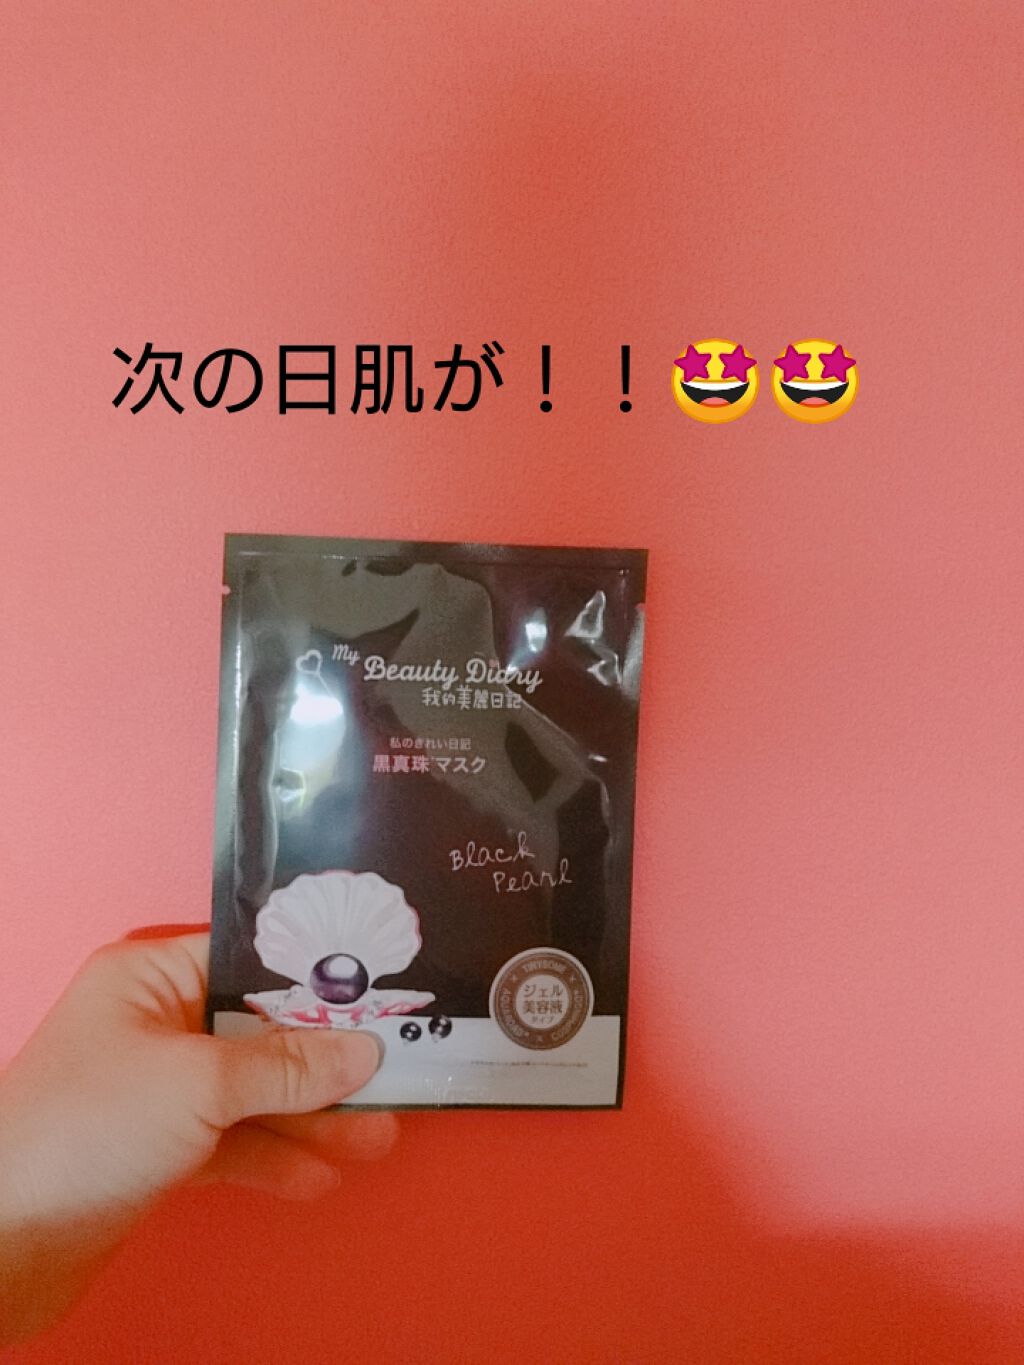 次の日肌が！！🤩🤩
My
Beauty Diary
我的美麗日記
私のきれい日記
黒真珠マスク
Black
Pearl
ジェル
美容液
タイプ